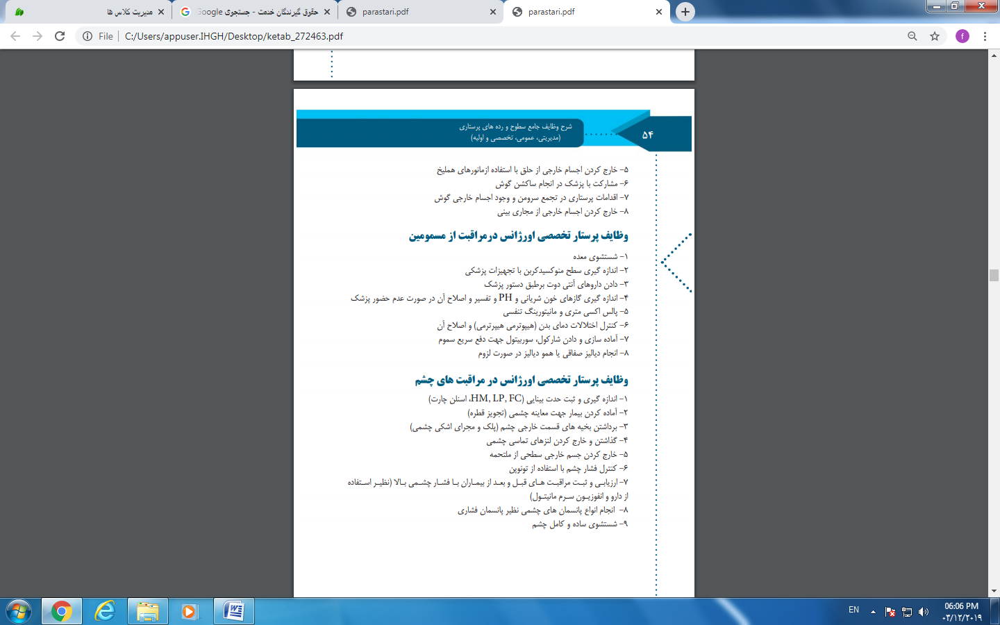 مدیریت کلاس ها
حقوق گیرندگان خدمت - جستجوی Google
parastari.pdf
parastari.pdf
File
C:/Users/appuser.IHGH/Desktop/ketab_272463.pdf
f
شرح وظایف جامع سطوح و رده های پرستاری
(مدیریتی، عمومی، تخصصی و اولیه)
۵۴
۵- خارج کردن اجسام خارجی از حلق با استفاده ازمانورهای هملیخ
۶- مشارکت با پزشک در انجام ساکشن گوش
۷- اقدامات پرستاری در تجمع سرومن و وجود اجسام خارجی گوش
۸- خارج کردن اجسام خارجی از مجاری بینی
وظایف پرستار تخصصی اورژانس درمراقبت از مسمومین
۱- شستشوی معده
۲- اندازه گیری سطح منوکسیدکربن با تجهیزات پزشکی
۳- دادن داروهای آنتی دوت برطبق دستور پزشک
۴- اندازه گیری گازهای خون شریانی و PH و تفسیر و اصلاح آن در صورت عدم حضور پزشک
۵- پالس اکسی متری و مانیتورینگ تنفسی
۶- کنترل اختلالات دمای بدن (هیپوترمی هیپرترمی) و اصلاح آن
۷- آماده سازی و دادن شارکول، سوربیتول جهت دفع سریع سموم
۸- انجام دیالیز صفاقی یا همو دیالیز در صورت لزوم
وظایف پرستار تخصصی اورژانس در مراقبت های چشم
۱- اندازه گیری و ثبت حدت بینایی (HM, LP, FC، اسنلن چارت)
۲- آماده کردن بیمار جهت معاینه چشمی (تجویز قطره)
۳- برداشتن بخیه های قسمت خارجی چشم (پلک و مجرای اشکی چشمی)
۴- گذاشتن و خارج کردن لنزهای تماسی چشمی
۵- خارج کردن جسم خارجی سطحی از ملتحمه
۶- کنترل فشار چشم با استفاده از تونوپن
۷- ارزیابی و ثبت مراقبت های قبل و بعد از بیماران با فشار چشمی بالا (نظیر استفاده
از دارو و انفوزیون سرم مانیتول)
۸- انجام انواع پانسمان های چشمی نظیر پانسمان فشاری
۹- شستشوی ساده و کامل چشم
EN
06:06 PM
۰۳/۱۲/۲۰۱۹